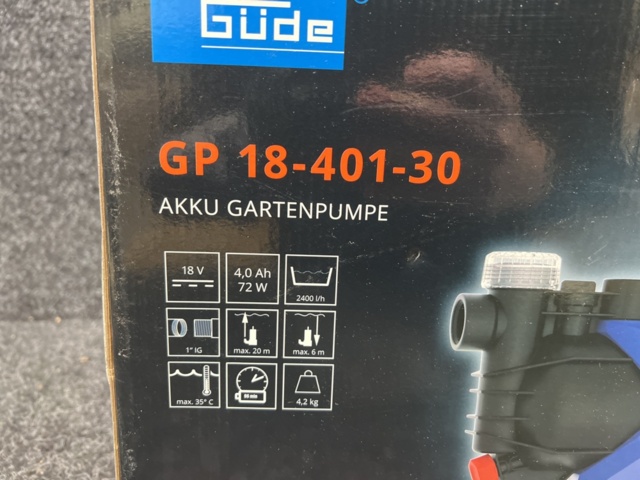 Güde
GP 18-401-30
AKKU GARTENPUMPE
18 V
4,0 Ah
72 W
2400 l/h
1" IG
max. 20 m
max. 6 m
max. 35° C
4,2 kg